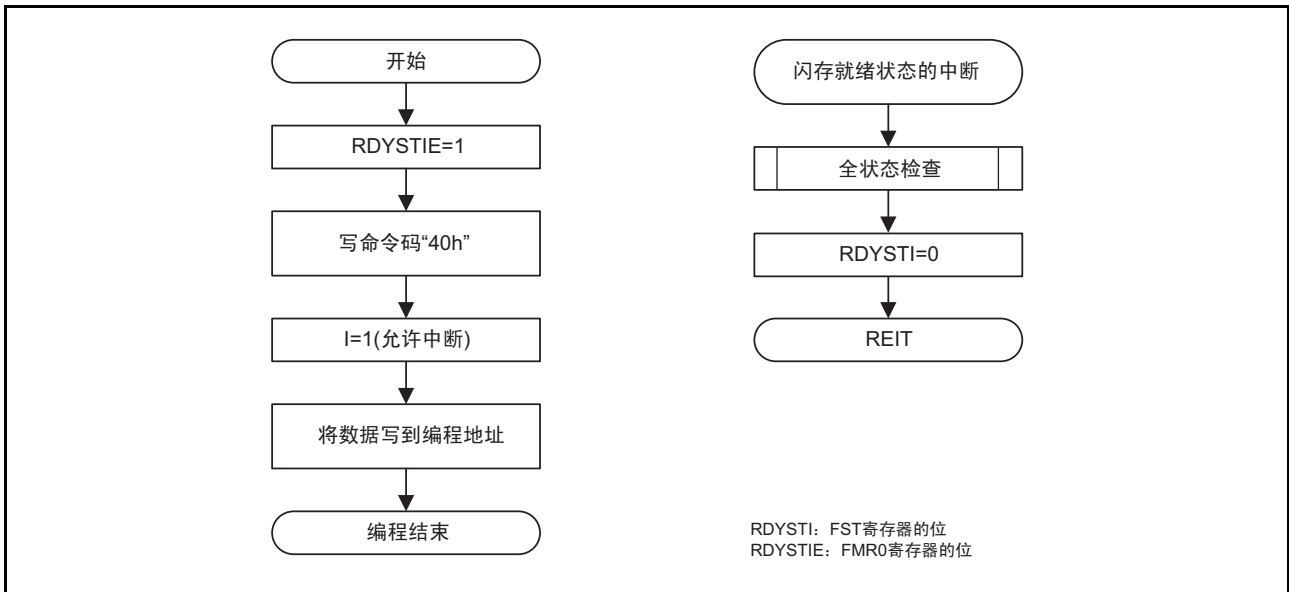 开始
RDYSTIE=1
写命令码“40h”
I=1(允许中断)
将数据写到编程地址
编程结束
闪存就绪状态的中断
全状态检查
RDYSTI=0
REIT
RDYSTI：FST寄存器的位
RDYSTIE：FMR0寄存器的位